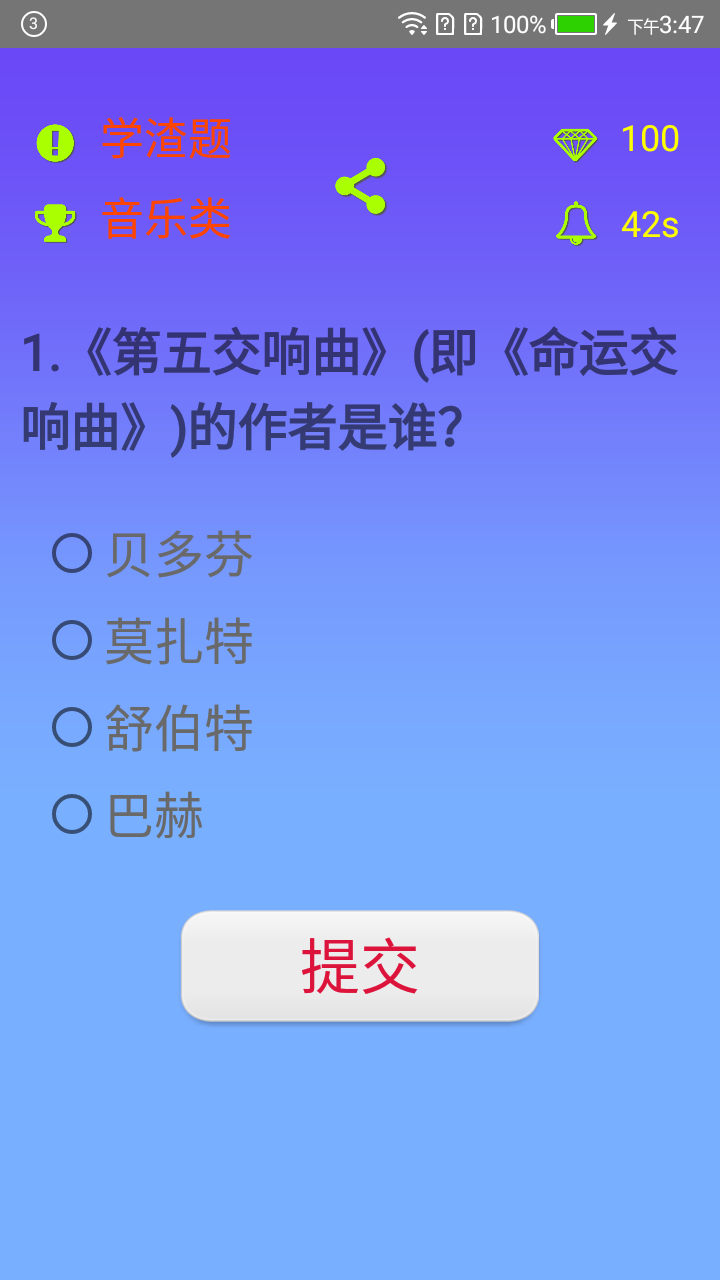 3
100%
下午3:47
学渣题
100
音乐类
42s
1.《第五交响曲》(即《命运交
响曲》)的作者是谁?
贝多芬
莫扎特
舒伯特
巴赫
提交